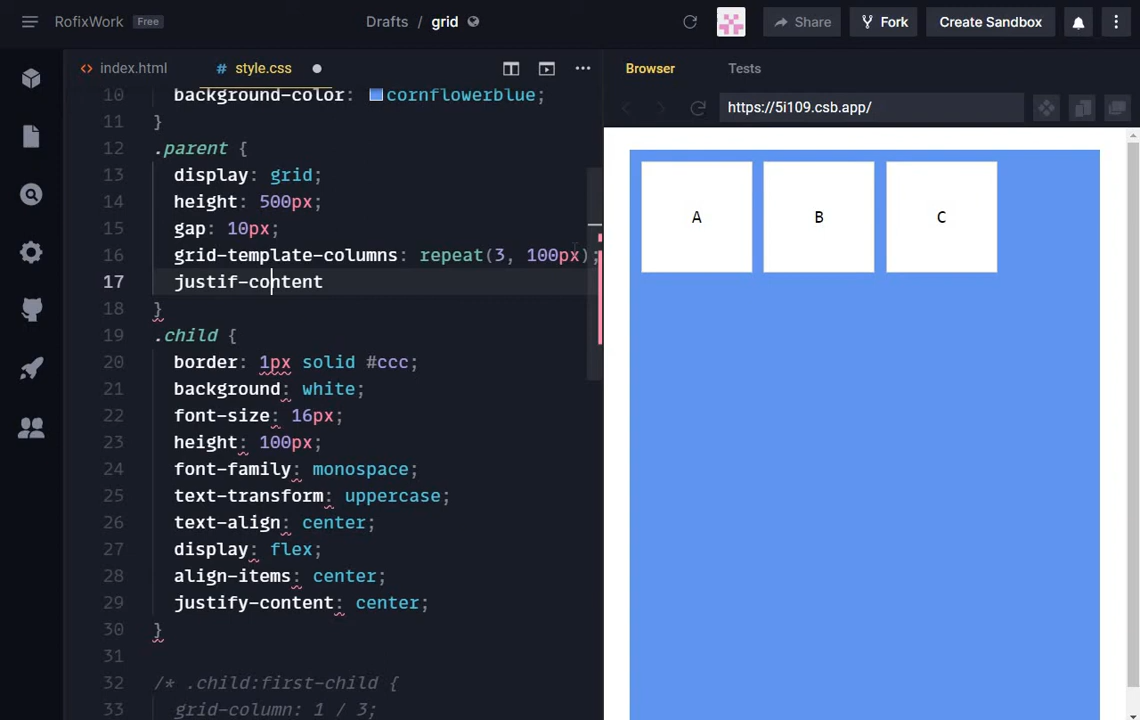 RofixWork Free Drafts / grid Share Fork Create Sandbox
index.html # style.css Browser Tests
https://5i109.csb.app/
10 background-color: cornflowerblue;
11 }
12 .parent {
13 display: grid;
14 height: 500px;
15 gap: 10px;
16 grid-template-columns: repeat(3, 100px);
17 justif-content
18 }
19 .child {
20 border: 1px solid #ccc;
21 background: white;
22 font-size: 16px;
23 height: 100px;
24 font-family: monospace;
25 text-transform: uppercase;
26 text-align: center;
27 display: flex;
28 align-items: center;
29 justify-content: center;
30 }
31
32 /* .child:first-child {
33 grid-column: 1 / 3;
A B C